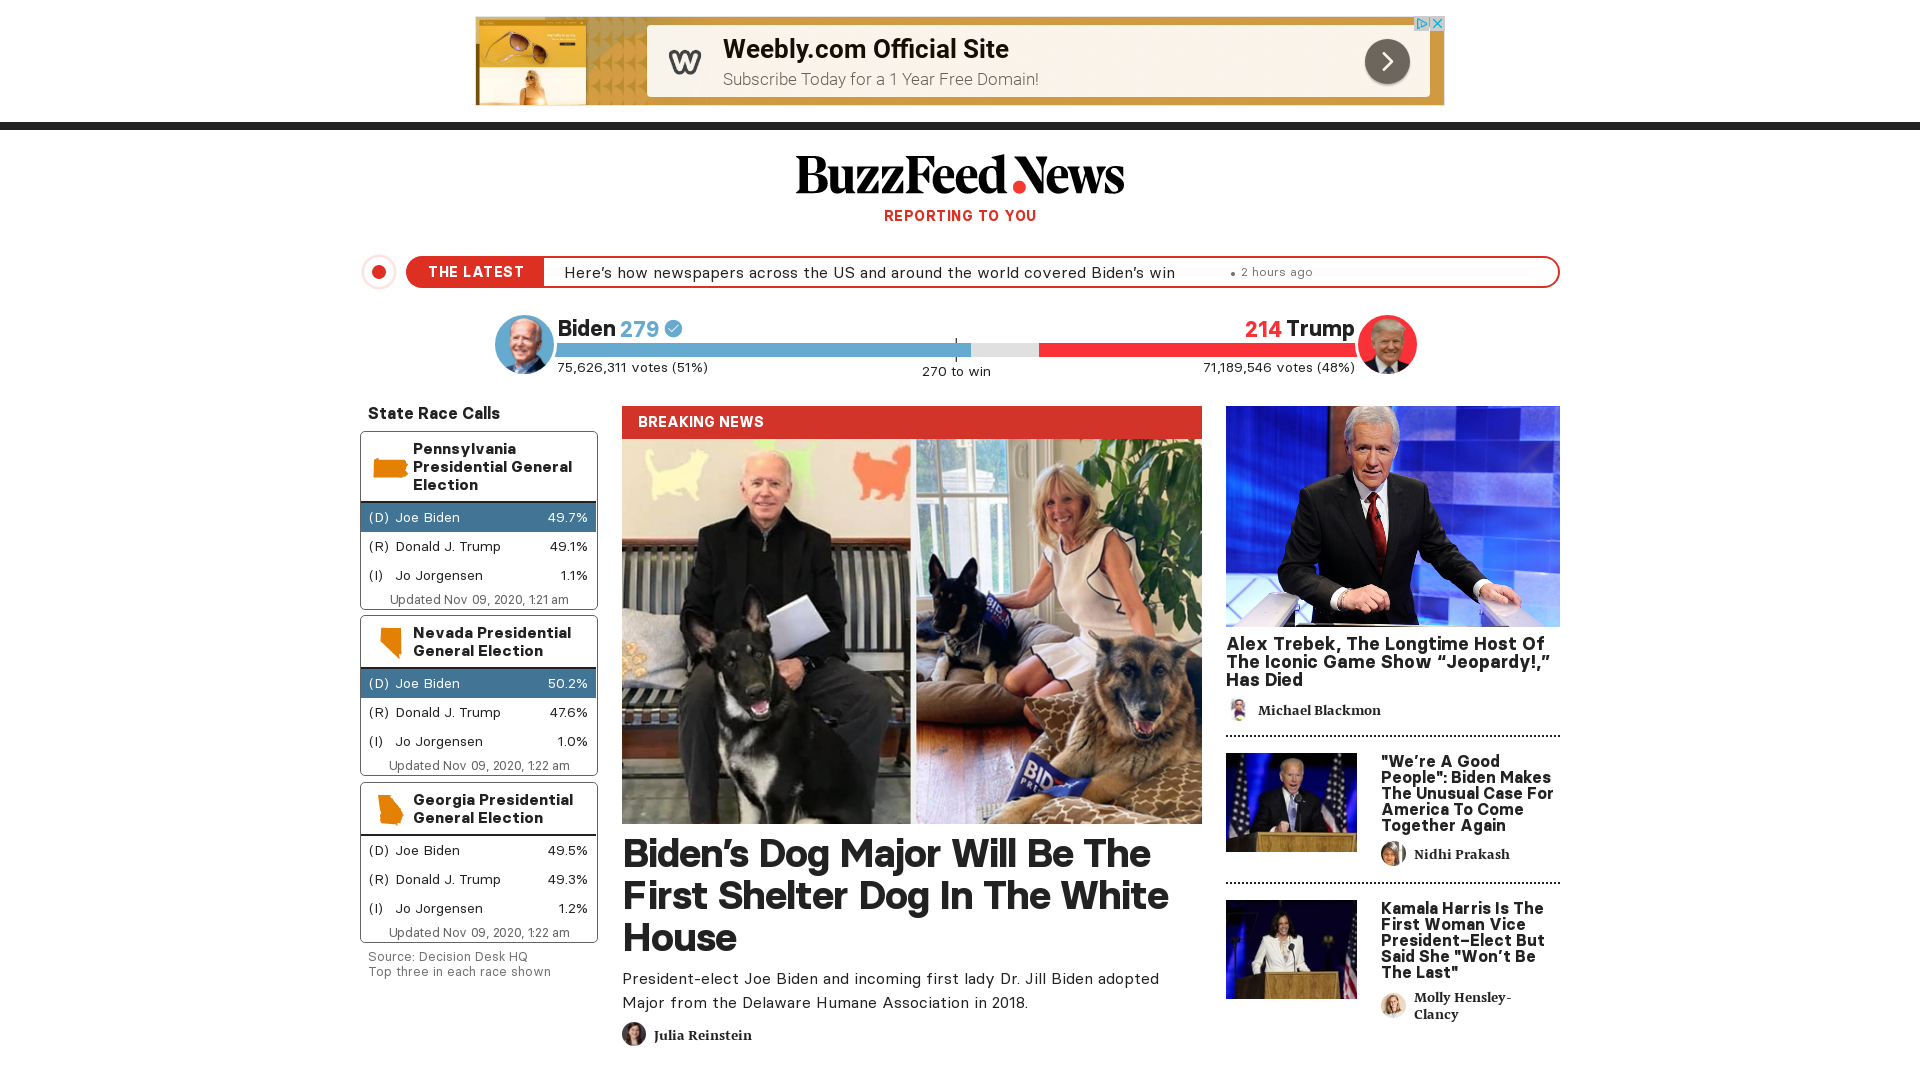 Weebly.com Official Site
Subscribe Today for a 1 Year Free Domain!
BuzzFeed News
REPORTING TO YOU
THE LATEST
Here’s how newspapers across the US and around the world covered Biden’s win
• 2 hours ago
Biden 279
214 Trump
75,626,311 votes (51%)
270 to win
71,189,546 votes (48%)
State Race Calls
Pennsylvania
Presidential General
Election
(D) Joe Biden 49.7%
(R) Donald J. Trump 49.1%
(I) Jo Jorgensen 1.1%
Updated Nov 09, 2020, 1:21 am
Nevada Presidential
General Election
(D) Joe Biden 50.2%
(R) Donald J. Trump 47.6%
(I) Jo Jorgensen 1.0%
Updated Nov 09, 2020, 1:22 am
Georgia Presidential
General Election
(D) Joe Biden 49.5%
(R) Donald J. Trump 49.3%
(I) Jo Jorgensen 1.2%
Updated Nov 09, 2020, 1:22 am
Source: Decision Desk HQ
Top three in each race shown
BREAKING NEWS
Biden’s Dog Major Will Be The
First Shelter Dog In The White
House
President-elect Joe Biden and incoming first lady Dr. Jill Biden adopted
Major from the Delaware Humane Association in 2018.
Julia Reinstein
Alex Trebek, The Longtime Host Of
The Iconic Game Show “Jeopardy!,”
Has Died
Michael Blackmon
"We’re A Good
People": Biden Makes
The Unusual Case For
America To Come
Together Again
Nidhi Prakash
Kamala Harris Is The
First Woman Vice
President–Elect But
Said She "Won’t Be
The Last"
Molly Hensley-
Clancy